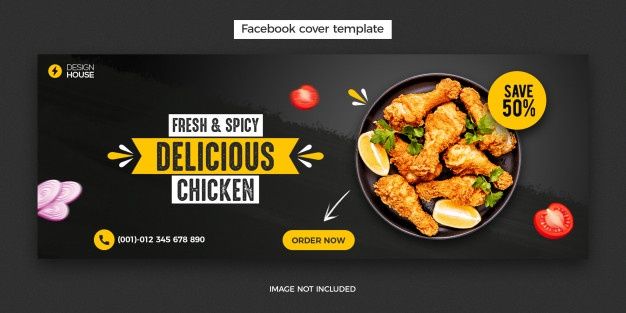 Facebook cover template
DESIGN
HOUSE
SAVE
50%
FRESH & SPICY
DELICIOUS
CHICKEN
(001)-012 345 678 890
ORDER NOW
IMAGE NOT INCLUDED